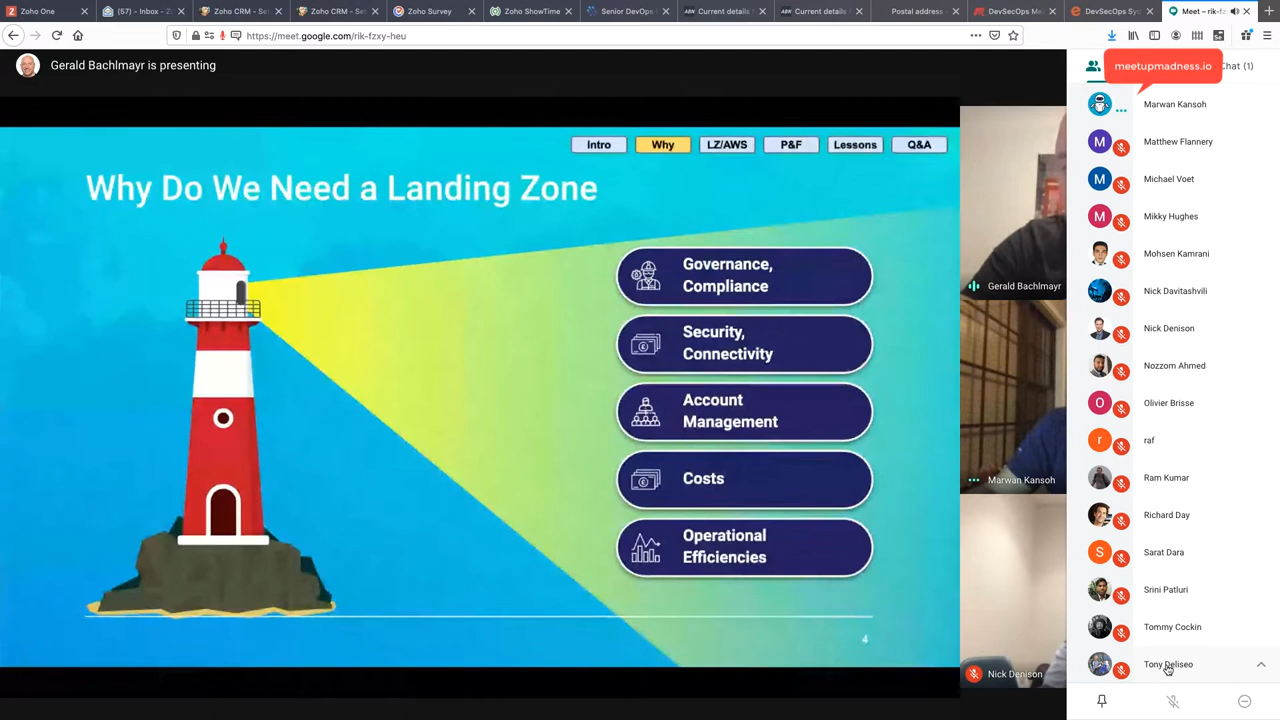 Zoho One
(57) - Inbox - Z
Zoho CRM - Set
Zoho CRM - Set
Zoho Survey
Zoho ShowTime
Senior DevOps
Current details f
Current details f
Postal address
DevSecOps Me
DevSecOps Syd
Meet – rik-fz
https://meet.google.com/rik-fzxy-heu
Gerald Bachlmayr is presenting
meetupmadness.io
Chat (1)
Intro
Why
LZ/AWS
P&F
Lessons
Q&A
Why Do We Need a Landing Zone
Governance,
Compliance
Security,
Connectivity
Account
Management
Costs
Operational
Efficiencies
4
Gerald Bachlmayr
Marwan Kansoh
Nick Denison
Marwan Kansoh
M
Matthew Flannery
M
Michael Voet
M
Mikky Hughes
Mohsen Kamrani
Nick Davitashvili
Nick Denison
Nozzom Ahmed
O
Olivier Brisse
r
raf
Ram Kumar
Richard Day
S
Sarat Dara
Srini Patluri
Tommy Cockin
Tony Deliseo